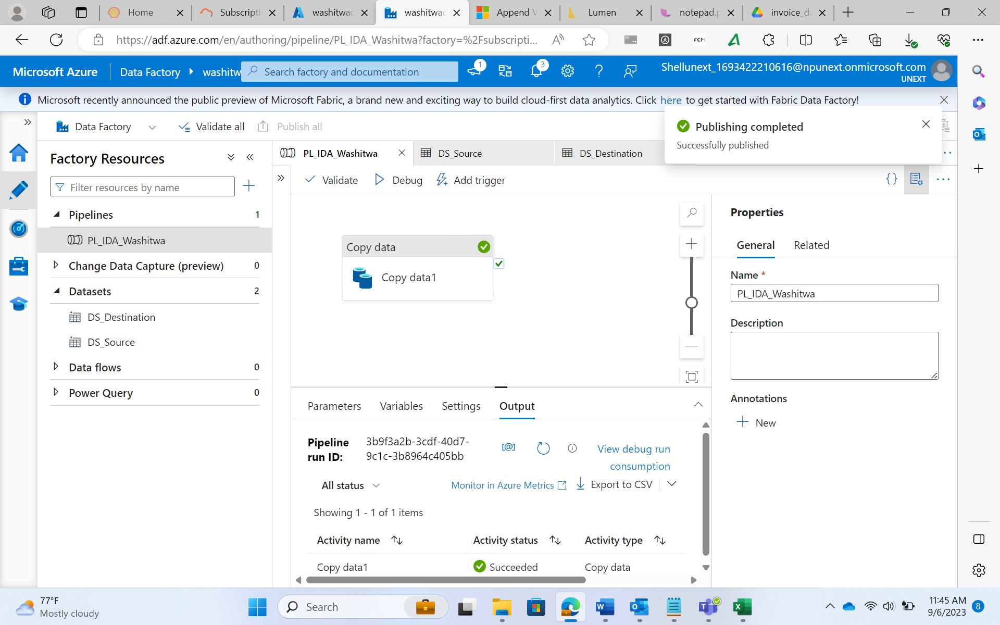 Home
Subscripti
washitwac
washitwac
Append V
Lumen
notepad.p
invoice_da
https://adf.azure.com/en/authoring/pipeline/PL_IDA_Washitwa?factory=%2Fsubscripti...
FCM
Microsoft Azure
Data Factory
washitw
Search factory and documentation
1
3
Shellunext_1693422210616@npunext.onmicrosoft.com
UNEXT
Microsoft recently announced the public preview of Microsoft Fabric, a brand new and exciting way to build cloud-first data analytics. Click here to get started with Fabric Data Factory!
Data Factory
Validate all
Publish all
Publishing completed
Successfully published
Factory Resources
PL_IDA_Washitwa
DS_Source
DS_Destination
Filter resources by name
Validate
Debug
Add trigger
Pipelines 1
PL_IDA_Washitwa
Change Data Capture (preview) 0
Datasets 2
DS_Destination
DS_Source
Data flows 0
Power Query 0
Copy data
Copy data1
Properties
General
Related
Name *
PL_IDA_Washitwa
Description
Annotations
New
Parameters
Variables
Settings
Output
Pipeline run ID:
3b9f3a2b-3cdf-40d7-
9c1c-3b8964c405bb
[@]
View debug run
consumption
All status
Monitor in Azure Metrics
Export to CSV
Showing 1 - 1 of 1 items
Activity name
Activity status
Activity type
Copy data1
Succeeded
Copy data
77°F
Mostly cloudy
Search
11:45 AM
9/6/2023
8